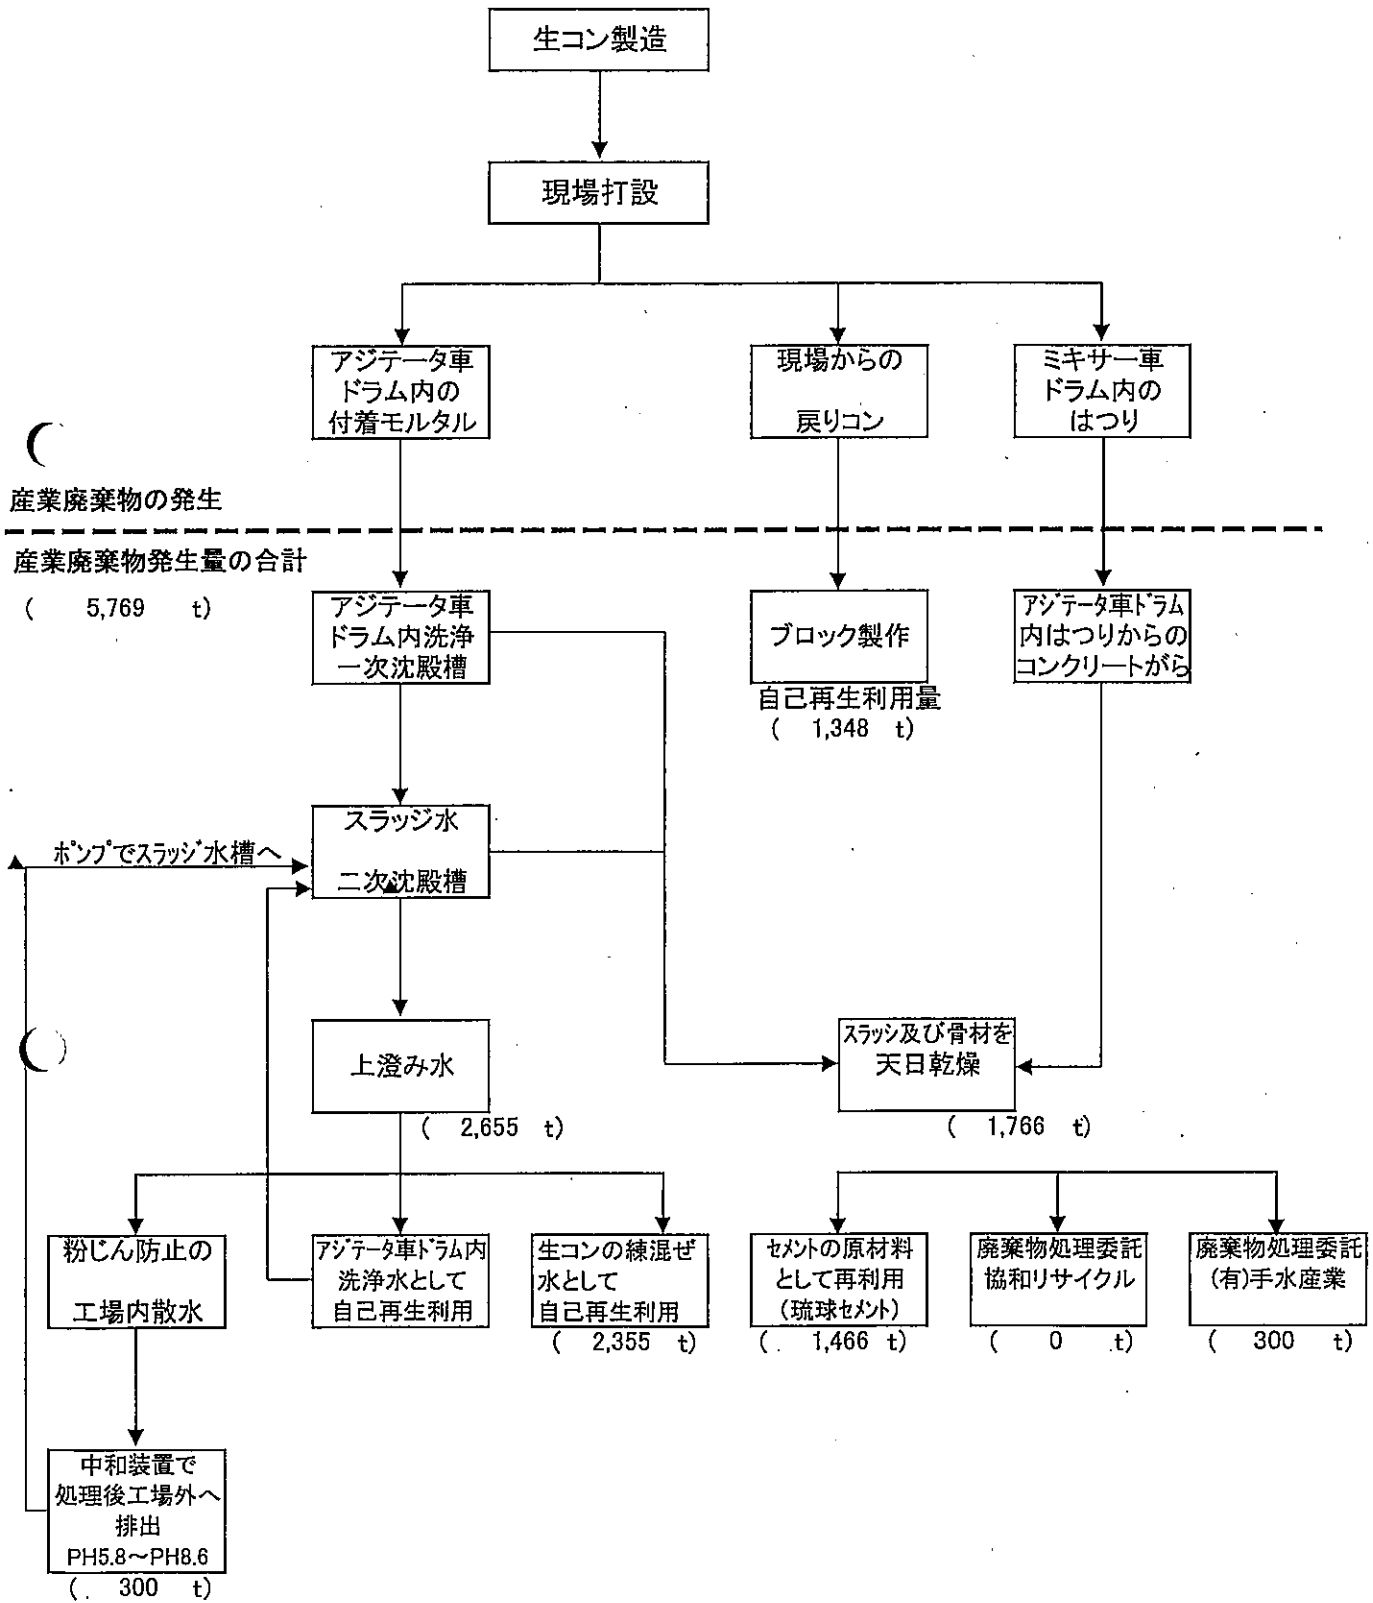 生コン製造
現場打設
アジテータ車
ドラム内の
付着モルタル
現場からの
戻りコン
ミキサー車
ドラム内の
はつり
産業廃棄物の発生
産業廃棄物発生量の合計
( 5,769 t)
アジテータ車
ドラム内洗浄
一次沈殿槽
ブロック製作
自己再生利用量
( 1,348 t)
アジテータ車ドラム
内はつりからの
コンクリートがら
ポンプでスラッジ水槽へ
スラッジ水
二次沈殿槽
上澄み水
( 2,655 t)
スラッシ及び骨材を
天日乾燥
( 1,766 t)
粉じん防止の
工場内散水
アジテータ車ドラム内
洗浄水として
自己再生利用
生コンの練混ぜ
水として
自己再生利用
( 2,355 t)
セメントの原材料
として再利用
(琉球セメント)
( 1,466 t)
廃棄物処理委託
協和リサイクル
( 0 t)
廃棄物処理委託
(有)手水産業
( 300 t)
中和装置で
処理後工場外へ
排出
PH5.8～PH8.6
( 300 t)